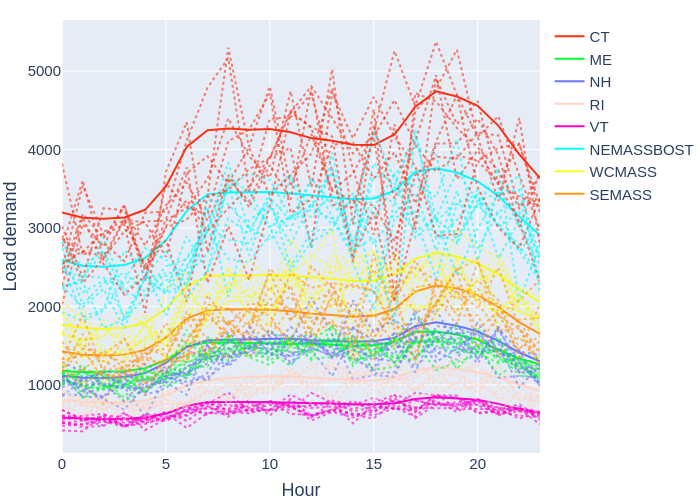 5000
4000
3000
2000
1000
0
5
10
15
20
Load demand
Hour
CT
ME
NH
RI
VT
NEMASSBOST
WCMASS
SEMASS